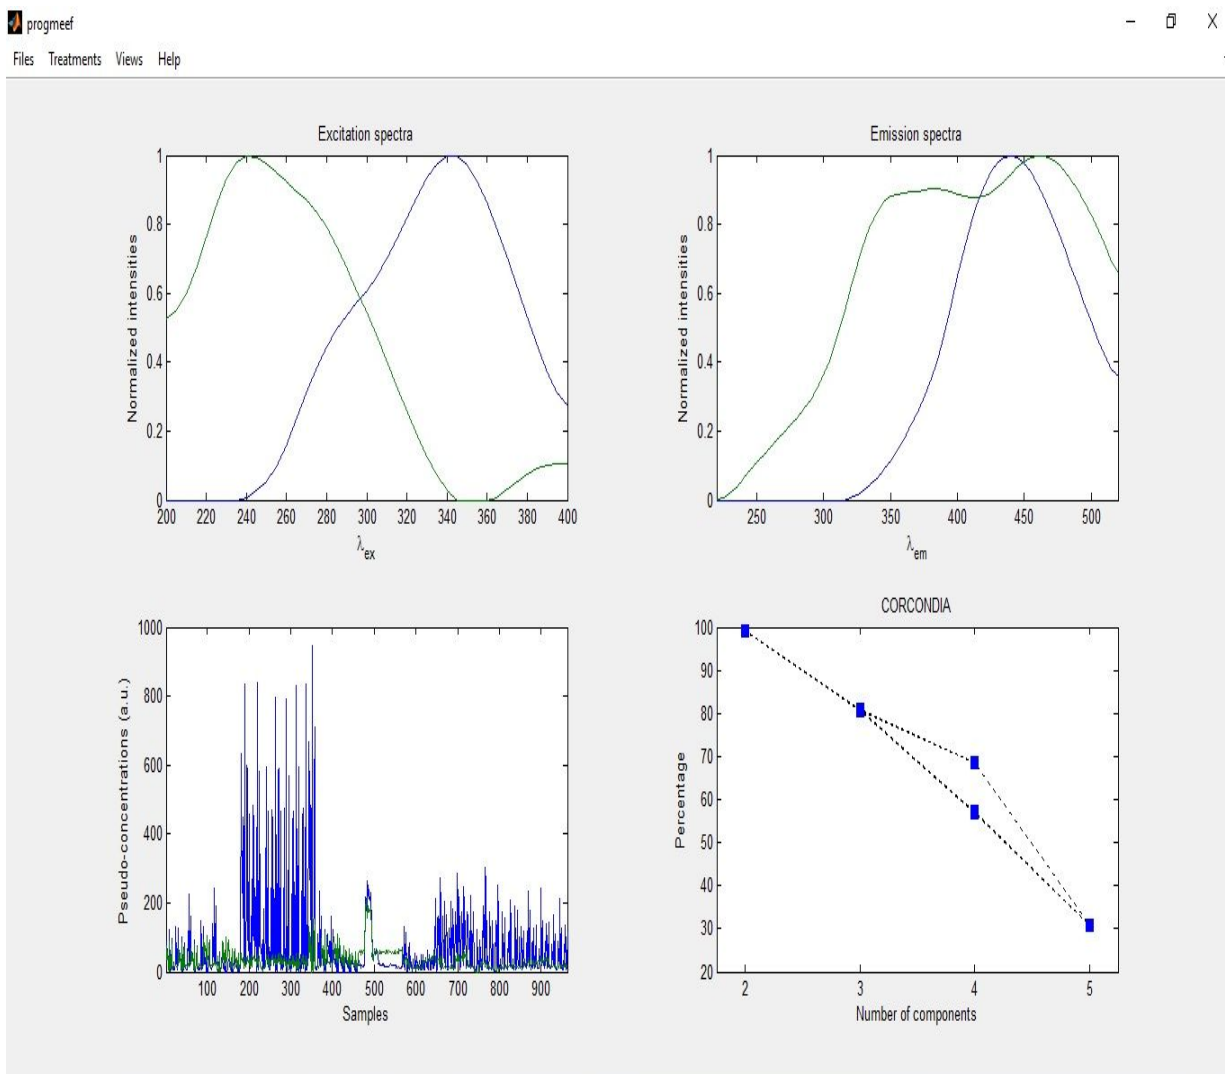 progmeef
Files Treatments Views Help
Excitation spectra
Normalized intensities
1
0.8
0.6
0.4
0.2
0
200 220 240 260 280 300 320 340 360 380 400
λex
Emission spectra
Normalized intensities
1
0.8
0.6
0.4
0.2
0
250 300 350 400 450 500
λem
Pseudo-concentrations (a.u.)
1000
800
600
400
200
0
100 200 300 400 500 600 700 800 900
Samples
CORCONDIA
Percentage
100
90
80
70
60
50
40
30
20
2 3 4 5
Number of components